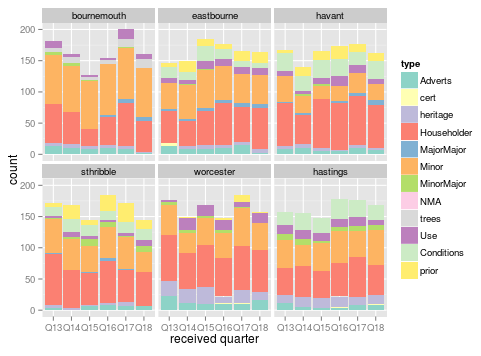 bournemouth eastbourne havant
200
150
100
50
0
sthribble worcester hastings
200
150
100
50
0
Q13 Q14 Q15 Q16 Q17 Q18 Q13 Q14 Q15 Q16 Q17 Q18 Q13 Q14 Q15 Q16 Q17 Q18
received quarter
count
type
Adverts
cert
heritage
Householder
MajorMajor
Minor
MinorMajor
NMA
trees
Use
Conditions
prior